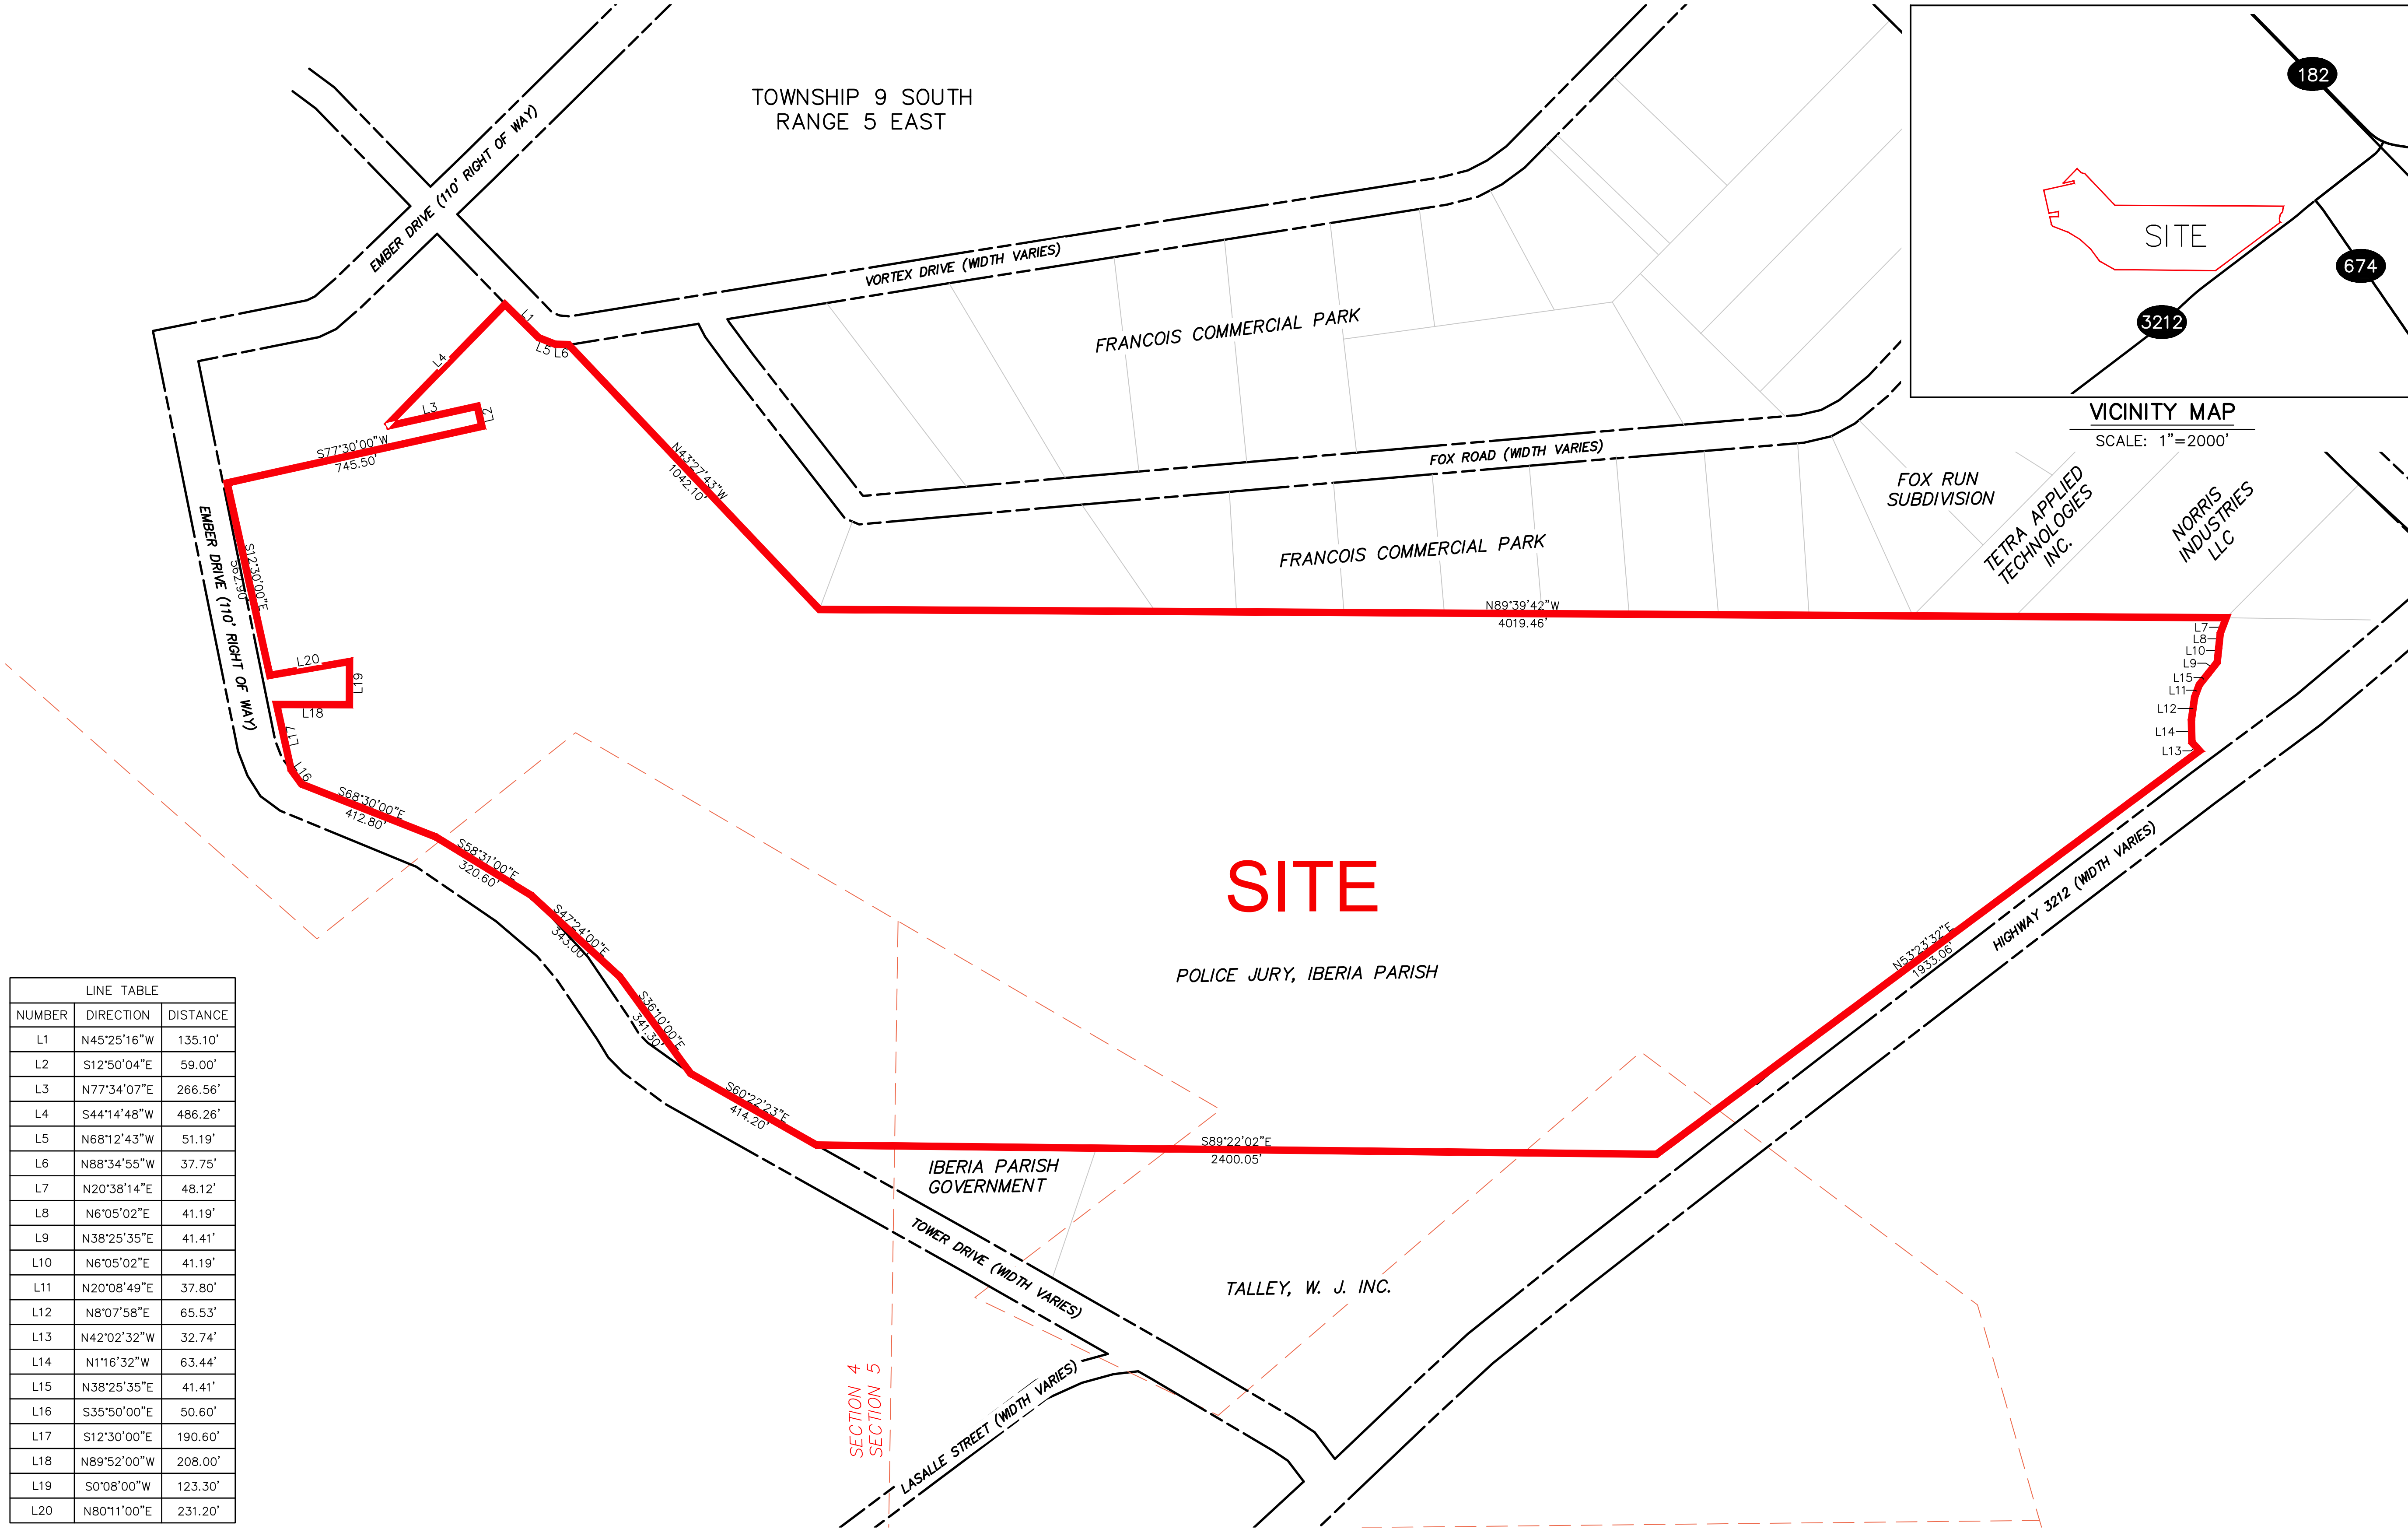 TOWNSHIP 9 SOUTH
RANGE 5 EAST
EMBER DRIVE (110' RIGHT OF WAY)
VORTEX DRIVE (WIDTH VARIES)
FRANCOIS COMMERCIAL PARK
FOX ROAD (WIDTH VARIES)
FRANCOIS COMMERCIAL PARK
FOX RUN
SUBDIVISION
TETRA APPLIED
TECHNOLOGIES
INC.
NORRIS
INDUSTRIES
LLC
182
SITE
674
3212
VICINITY MAP
SCALE: 1"=2000'
L1
L5
L6
L4
L3
L2
S77°30'00"W
745.50'
N43°27'43"W
1042.10'
EMBER DRIVE (110' RIGHT OF WAY)
S12°30'00"E
562.90'
N89°39'42"W
4019.46'
L7
L8
L10
L9
L15
L11
L12
L14
L13
L20
L19
L18
L17
L16
S68°30'00"E
412.80'
S58°31'00"E
320.60'
S47°24'00"E
343.00'
S36°10'00"E
341.30'
S60°22'23"E
414.20'
SITE
POLICE JURY, IBERIA PARISH
N53°23'32"E
1933.06'
HIGHWAY 3212 (WIDTH VARIES)
S89°22'02"E
2400.05'
IBERIA PARISH
GOVERNMENT
TOWER DRIVE (WIDTH VARIES)
TALLEY, W. J. INC.
SECTION 4
SECTION 5
LASALLE STREET (WIDTH VARIES)
LINE TABLE
NUMBER DIRECTION DISTANCE
L1 N45°25'16"W 135.10'
L2 S12°50'04"E 59.00'
L3 N77°34'07"E 266.56'
L4 S44°14'48"W 486.26'
L5 N68°12'43"W 51.19'
L6 N88°34'55"W 37.75'
L7 N20°38'14"E 48.12'
L8 N6°05'02"E 41.19'
L9 N38°25'35"E 41.41'
L10 N6°05'02"E 41.19'
L11 N20°08'49"E 37.80'
L12 N8°07'58"E 65.53'
L13 N42°02'32"W 32.74'
L14 N1°16'32"W 63.44'
L15 N38°25'35"E 41.41'
L16 S35°50'00"E 50.60'
L17 S12°30'00"E 190.60'
L18 N89°52'00"W 208.00'
L19 S0°08'00"W 123.30'
L20 N80°11'00"E 231.20'